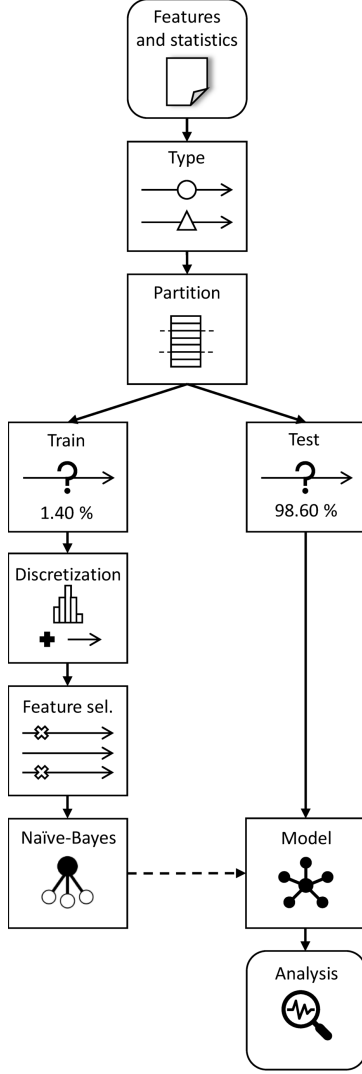 Features
and statistics
Type
Partition
Train
1.40 %
Test
98.60 %
Discretization
Feature sel.
Naïve-Bayes
Model
Analysis